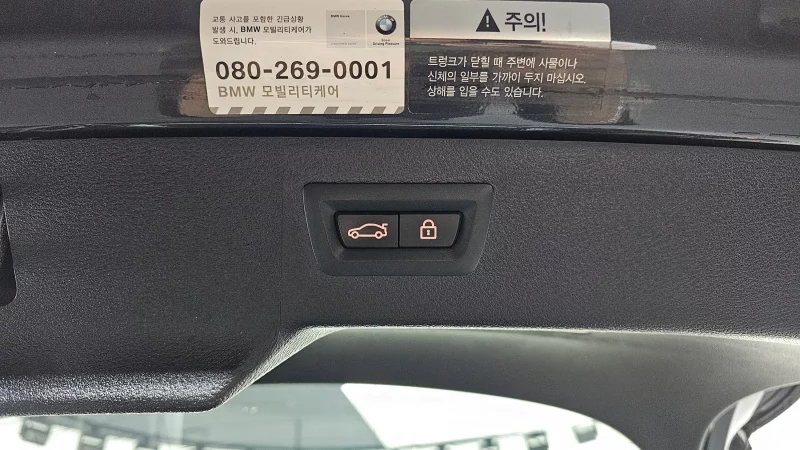 교통 사고를 포함한 긴급상황
발생 시, BMW 모빌리티케어가
도와드립니다.
BMW Korea
080-269-0001
BMW 모빌리티케어
주의!
트렁크가 닫힐 때 주변에 사물이나
신체의 일부를 가까이 두지 마십시오.
상해를 입을 수도 있습니다.